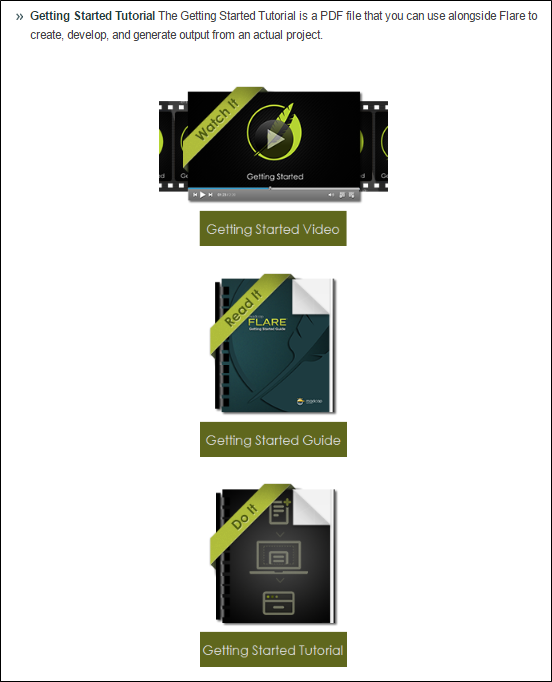 » Getting Started Tutorial The Getting Started Tutorial is a PDF file that you can use alongside Flare to
create, develop, and generate output from an actual project.
Watch It
Getting Started
Getting Started Video
Read It
FLARE
Getting Started Guide
Getting Started Guide
Do It
Getting Started Tutorial